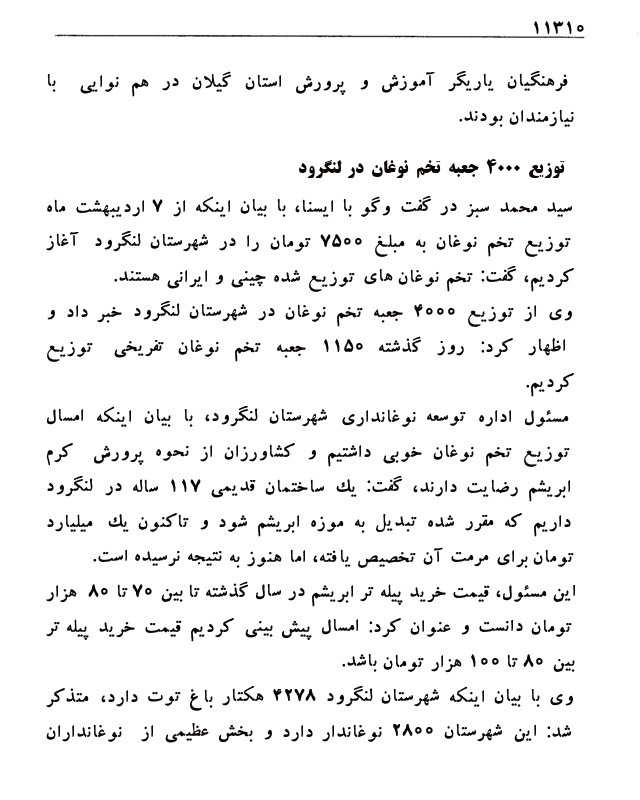 ۱۱۳۱۰
فرهنگیان یاریگر آموزش و پرورش استان گیلان در هم نوایی با
نیازمندان بودند.
توزیع ۴۰۰۰ جعبه تخم نوغان در لنگرود
سید محمد سبز در گفت وگو با ایسنا، با بیان اینکه از ۷ اردیبهشت ماه
توزیع تخم نوغان به مبلغ ۷۵۰۰ تومان را در شهرستان لنگرود آغاز
کردیم، گفت: تخم نوغان های توزیع شده چینی و ایرانی هستند.
وی از توزیع ۴۰۰۰ جعبه تخم نوغان در شهرستان لنگرود خبر داد و
اظهار کرد: روز گذشته ۱۱۵۰ جعبه تخم نوغان تفریخی توزیع
کردیم.
مسئول اداره توسعه نوغانداری شهرستان لنگرود، با بیان اینکه امسال
توزیع تخم نوغان خوبی داشتیم و کشاورزان از نحوه پرورش کرم
ابریشم رضایت دارند، گفت: یك ساختمان قدیمی ۱۱۷ ساله در لنگرود
داریم که مقرر شده تبدیل به موزه ابریشم شود و تاکنون یك میلیارد
تومان برای مرمت آن تخصیص یافته، اما هنوز به نتیجه نرسیده است.
این مسئول، قیمت خرید پیله تر ابریشم در سال گذشته تا بین ۷۰ تا ۸۰ هزار
تومان دانست و عنوان کرد: امسال پیش بینی کردیم قیمت خرید پیله تر
بین ۸۰ تا ۱۰۰ هزار تومان باشد.
وی با بیان اینکه شهرستان لنگرود ۴۲۷۸ هکتار باغ توت دارد، متذکر
شد: این شهرستان ۲۸۰۰ نوغاندار دارد و بخش عظیمی از نوغانداران